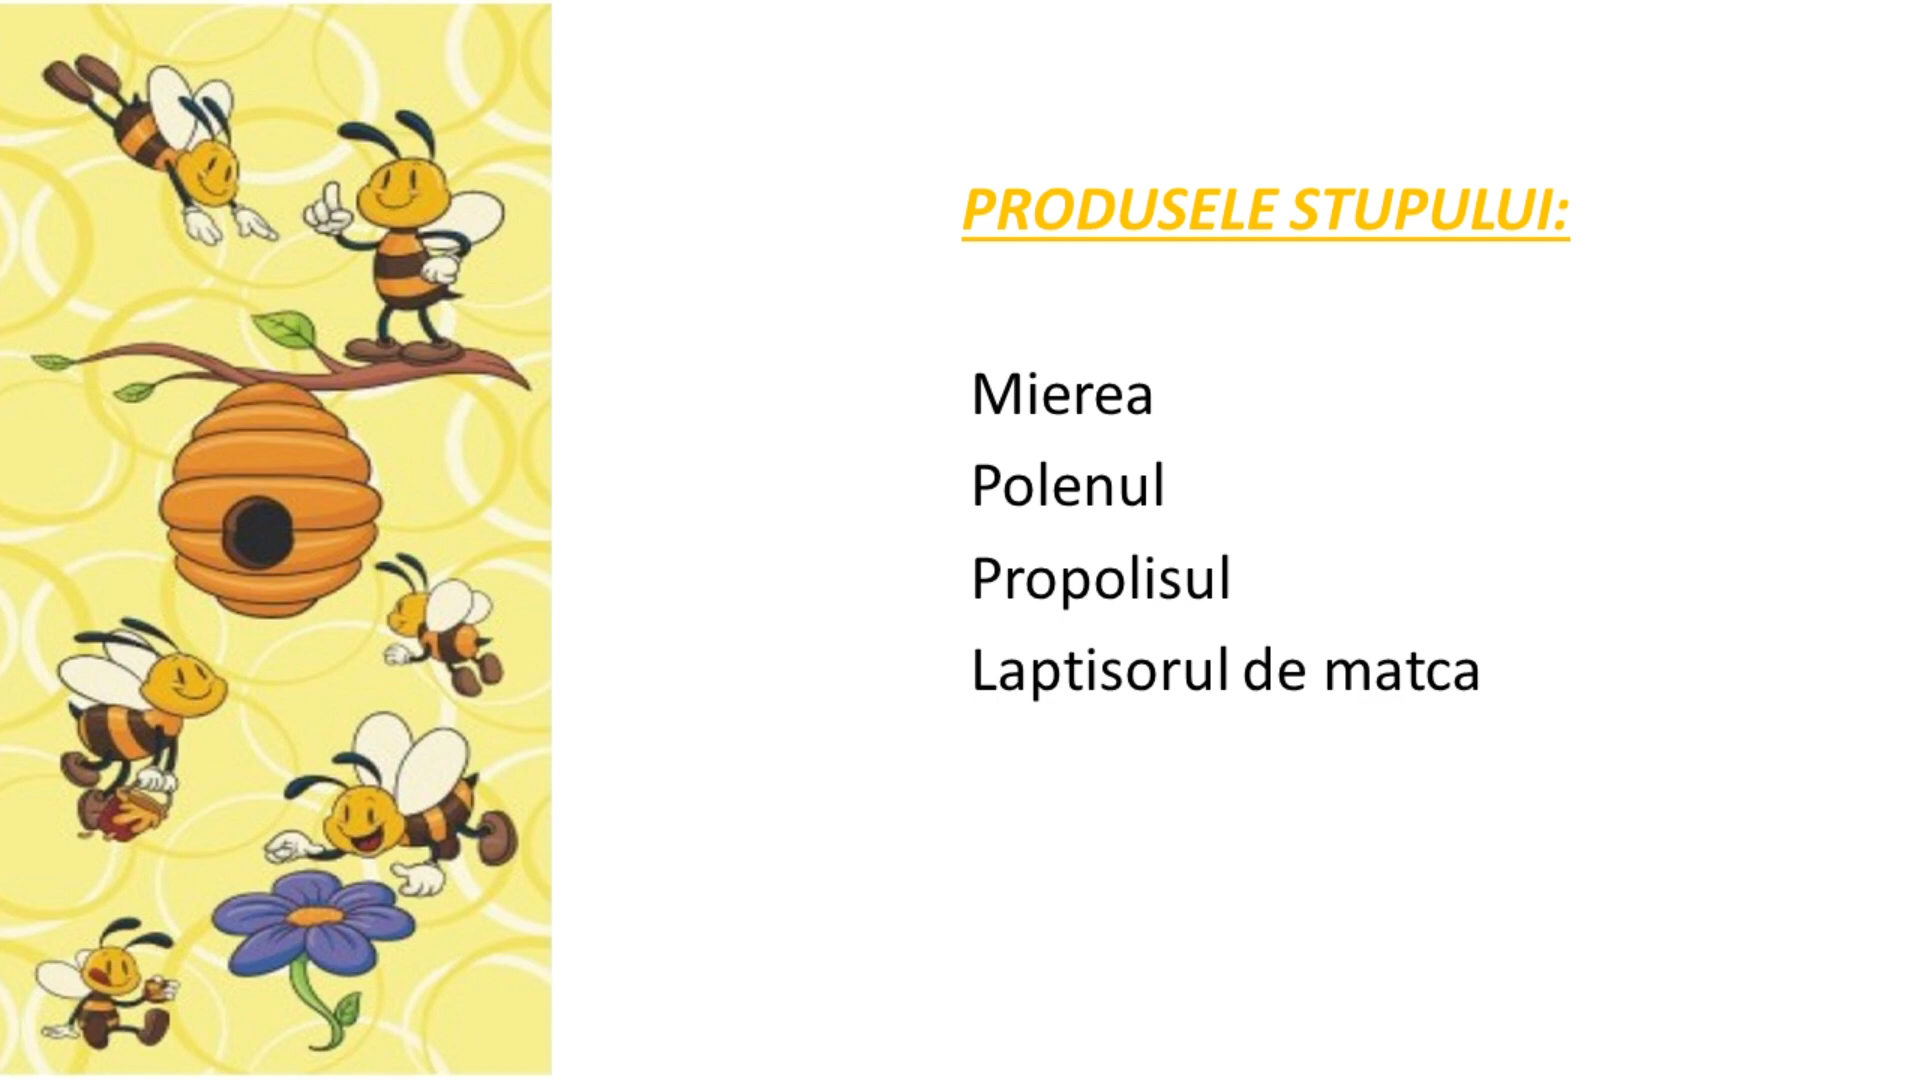 PRODUSELE STUPULUI:
Mierea
Polenul
Propolisul
Laptisorul de matca